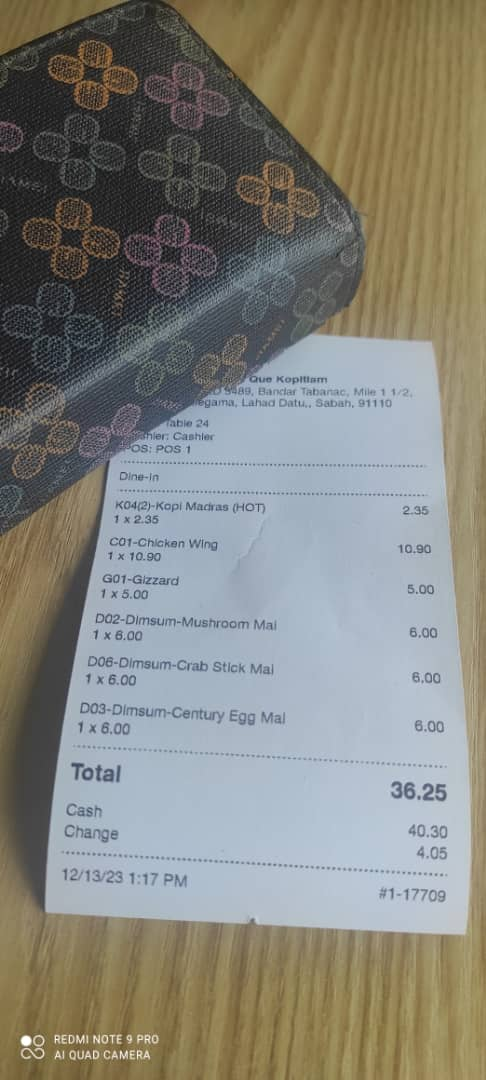 Que Kopitiam
9489, Bandar Tabanac, Mile 1 1/2,
Lahad Datu,, Sabah, 91110
Table 24
Cashier
POS: POS 1
Dine-In
K04(2)-Kopi Madras (HOT) 2.35
1 x 2.35
C01-Chicken Wing 10.90
1 x 10.90
G01-Gizzard 5.00
1 x 5.00
D02-Dimsum-Mushroom Mai 6.00
1 x 6.00
D06-Dimsum-Crab Stick Mai 6.00
1 x 6.00
D03-Dimsum-Century Egg Mai 6.00
1 x 6.00
Total 36.25
Cash 40.30
Change 4.05
12/13/23 1:17 PM #1-17709
REDMI NOTE 9 PRO
AI QUAD CAMERA